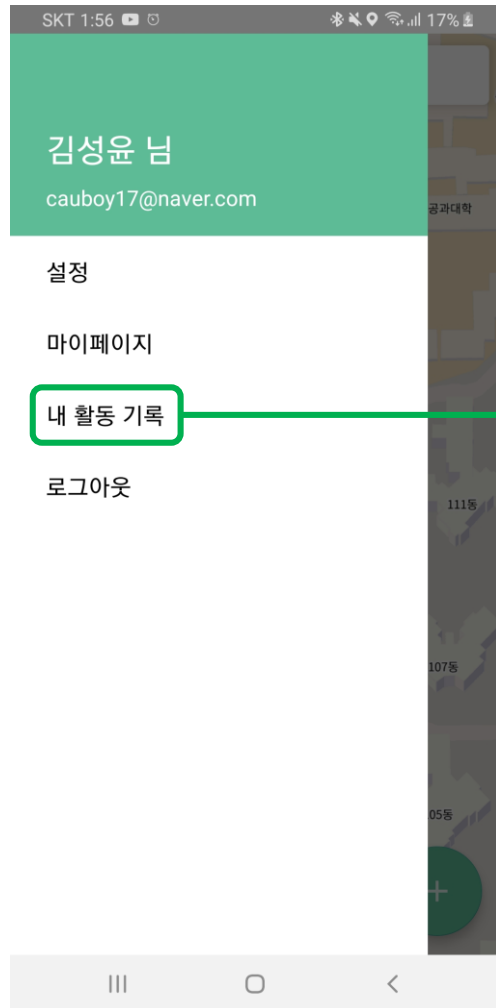 SKT 1:56
17%
김성윤 님
cauboy17@naver.com
공과대학
설정
마이페이지
내 활동 기록
로그아웃
111동
107동
05동